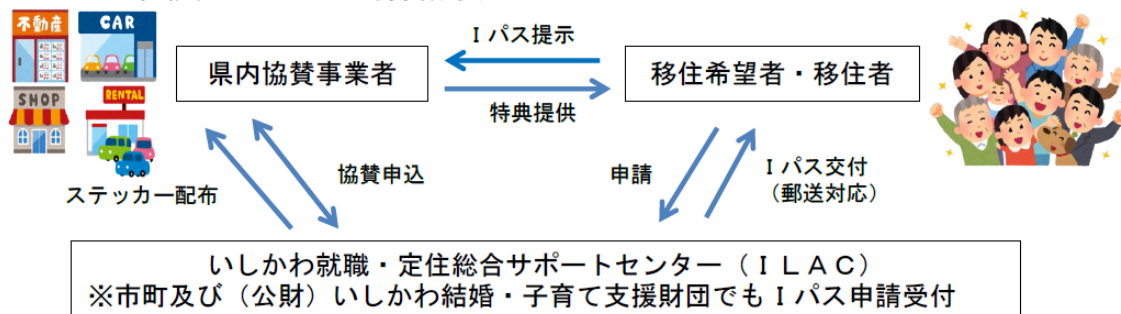 不動産
CAR
SHOP
RENTAL
ステッカー配布
県内協賛事業者
Ｉパス提示
特典提供
移住希望者・移住者
協賛申込
申請
Ｉパス交付
（郵送対応）
いしかわ就職・定住総合サポートセンター（ＩＬＡＣ）
※市町及び（公財）いしかわ結婚・子育て支援財団でもＩパス申請受付